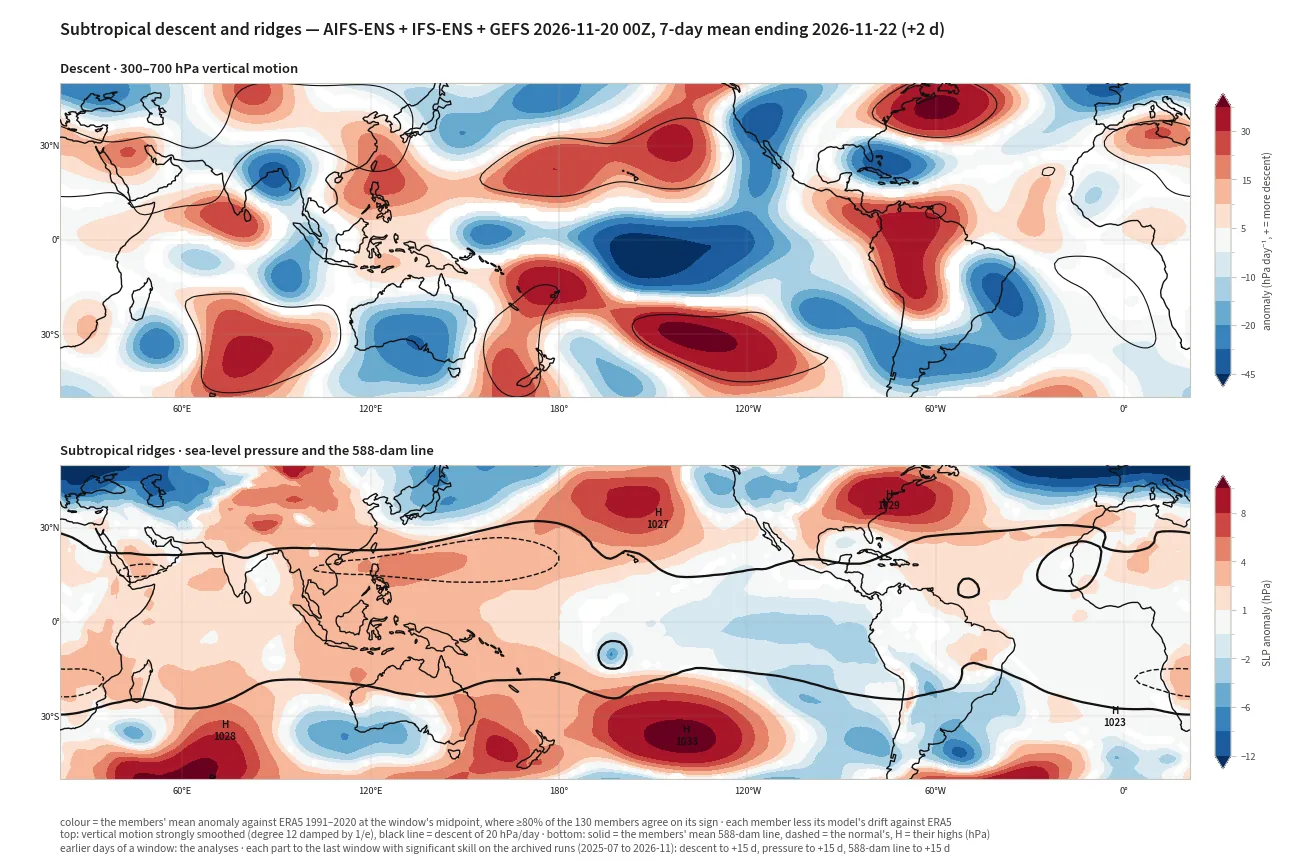 Subtropical descent and ridges — AIFS-ENS + IFS-ENS + GEFS 2026-11-20 00Z, 7-day mean ending 2026-11-22 (+2 d)
Descent · 300–700 hPa vertical motion
30°N
0°
30°S
60°E
120°E
180°
120°W
60°W
0°
30
15
5
−10
−20
−45
anomaly (hPa day⁻¹, + = more descent)
Subtropical ridges · sea-level pressure and the 588-dam line
30°N
0°
30°S
H
1027
H
1029
H
1028
H
1033
H
1023
60°E
120°E
180°
120°W
60°W
0°
8
4
1
−2
−6
−12
SLP anomaly (hPa)
colour = the members' mean anomaly against ERA5 1991–2020 at the window's midpoint, where ≥80% of the 130 members agree on its sign · each member less its model's drift against ERA5
top: vertical motion strongly smoothed (degree 12 damped by 1/e), black line = descent of 20 hPa/day · bottom: solid = the members' mean 588-dam line, dashed = the normal's, H = their highs (hPa)
earlier days of a window: the analyses · each part to the last window with significant skill on the archived runs (2025-07 to 2026-11): descent to +15 d, pressure to +15 d, 588-dam line to +15 d